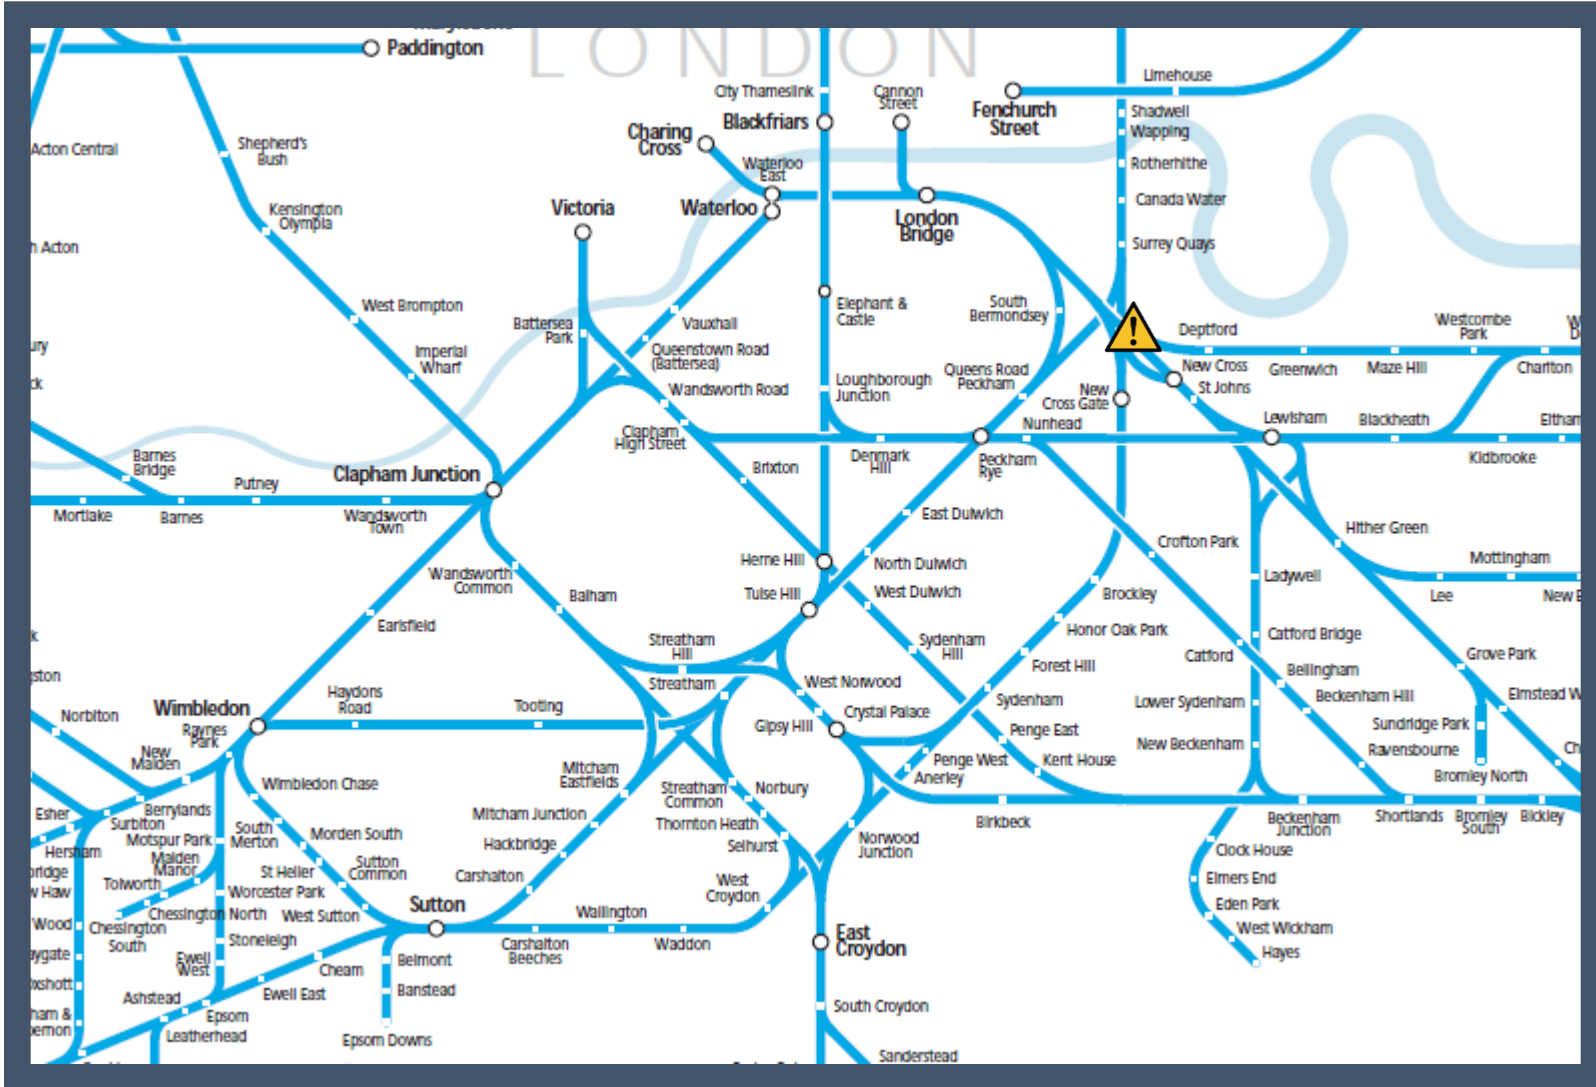 LONDON
Paddington
Limehouse
City Thameslink
Cannon
Street
Fenchurch
Street
Shadwell
Wapping
Blackfriars
Charing
Cross
Acton Central
Shepherd's
Bush
Waterloo
East
Rotherhithe
Canada Water
Victoria
Waterloo
London
Bridge
Kensington
Olympia
Surrey Quays
West Brompton
Elephant &
Castle
South
Bermondsey
Battersea
Park
Vauxhall
Deptford
Westcombe
Park
Imperial
Wharf
Queenstown Road
(Battersea)
New Cross
Greenwich
Maze Hill
Charlton
Wandsworth Road
Loughborough
Junction
Queens Road
Peckham
St Johns
New
Cross Gate
Lewisham
Blackheath
Clapham
High Street
Nunhead
Barnes
Bridge
Denmark
Hill
Peckham
Rye
Kidbrooke
Brixton
Clapham Junction
Putney
Mortlake
Barnes
Wandsworth
Town
East Dulwich
Hither Green
Crofton Park
Herne Hill
North Dulwich
Mottingham
Wandsworth
Common
Balham
Tulse Hill
West Dulwich
Ladywell
Lee
Brockley
Earlsfield
Honor Oak Park
Catford Bridge
Streatham
Hill
Sydenham
Hill
Catford
Grove Park
Forest Hill
Bellingham
Streatham
West Norwood
Haydons
Road
Tooting
Sydenham
Lower Sydenham
Beckenham Hill
Wimbledon
Norbiton
Crystal Palace
Gipsy Hill
Sundridge Park
Raynes
Park
Penge East
New Beckenham
Ravensbourne
New
Malden
Penge West
Kent House
Anerley
Bromley North
Mitcham
Eastfields
Wimbledon Chase
Streatham
Common
Norbury
Esher
Berrylands
Surbiton
Mitcham Junction
Thornton Heath
Birkbeck
Beckenham
Junction
Shortlands
Bromley
South
Bickley
South
Merton
Morden South
Motspur Park
Hackbridge
Selhurst
Norwood
Junction
Hersham
Malden
Manor
St Helier
Sutton
Common
Clock House
Tolworth
Carshalton
West
Croydon
Elmers End
Worcester Park
Eden Park
Chessington North
West Sutton
Sutton
Wallington
Chessington
South
West Wickham
East
Croydon
Stoneleigh
Carshalton
Beeches
Waddon
Hayes
Ewell
West
Belmont
Cheam
Ewell East
Banstead
Ashstead
South Croydon
Epsom
Leatherhead
Epsom Downs
Sanderstead